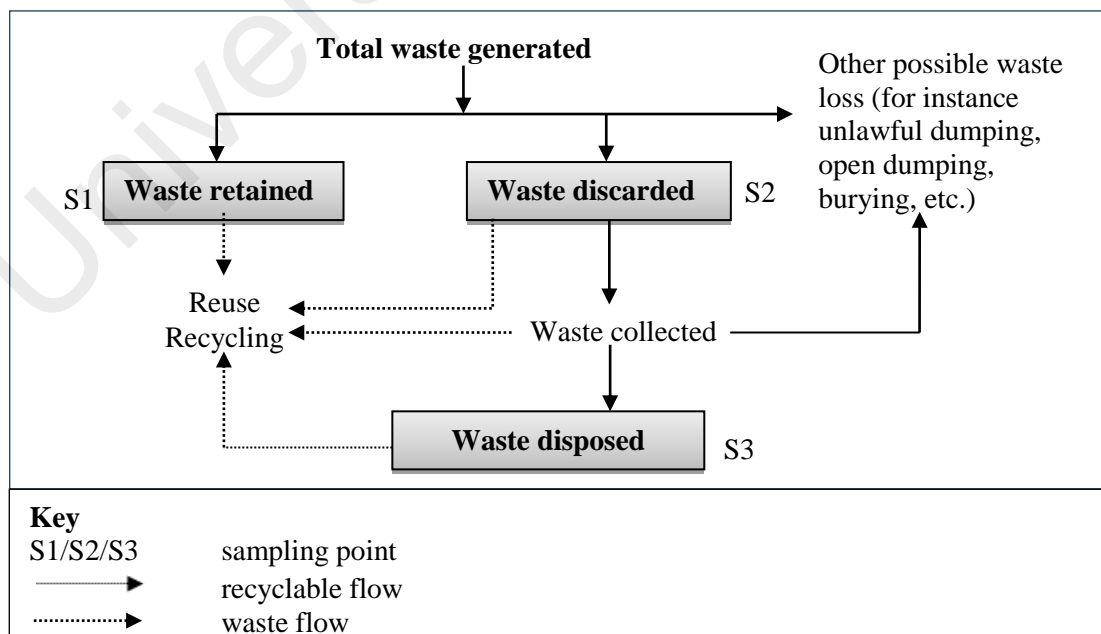 Total waste generated
Other possible waste
loss (for instance
unlawful dumping,
open dumping,
burying, etc.)
S1
Waste retained
Waste discarded
S2
Reuse
Recycling
Waste collected
Waste disposed
S3
Key
S1/S2/S3 sampling point
recyclable flow
waste flow